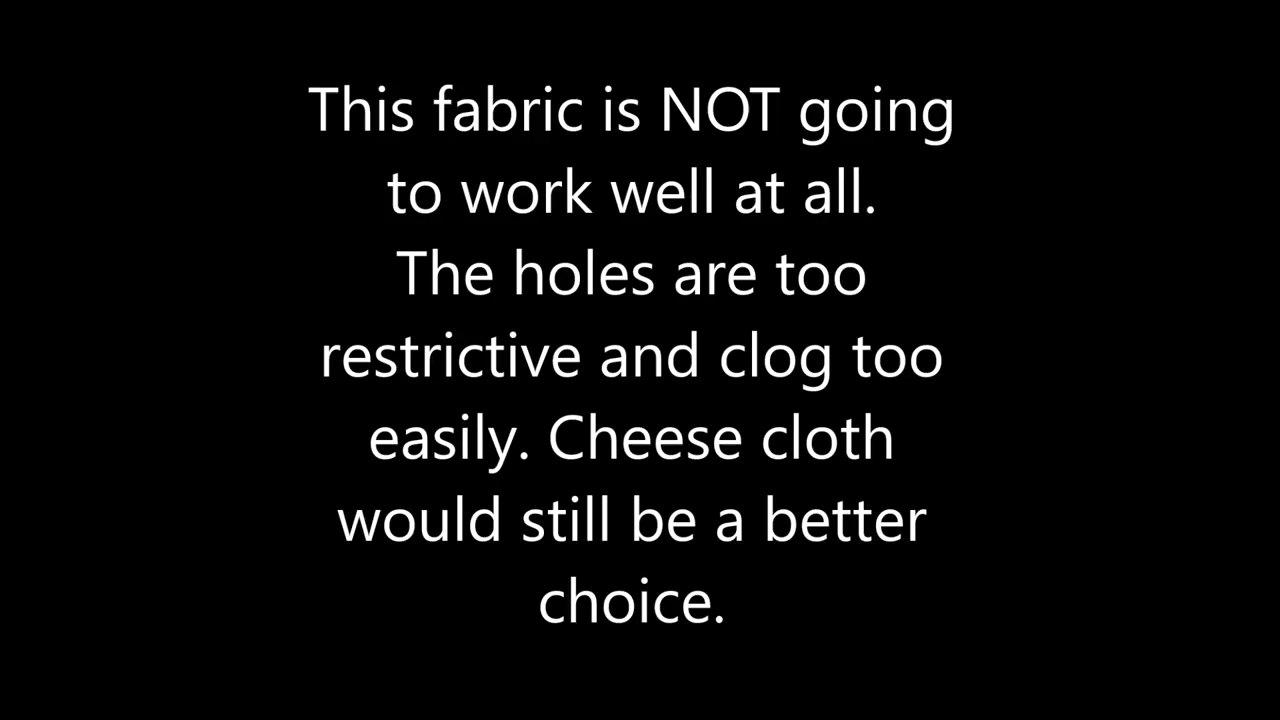 This fabric is NOT going
to work well at all.
The holes are too
restrictive and clog too
easily. Cheese cloth
would still be a better
choice.